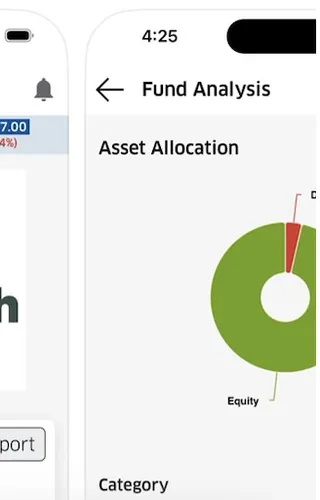 7.00
4%)
h
port
4:25
Fund Analysis
Asset Allocation
D
Equity
Category